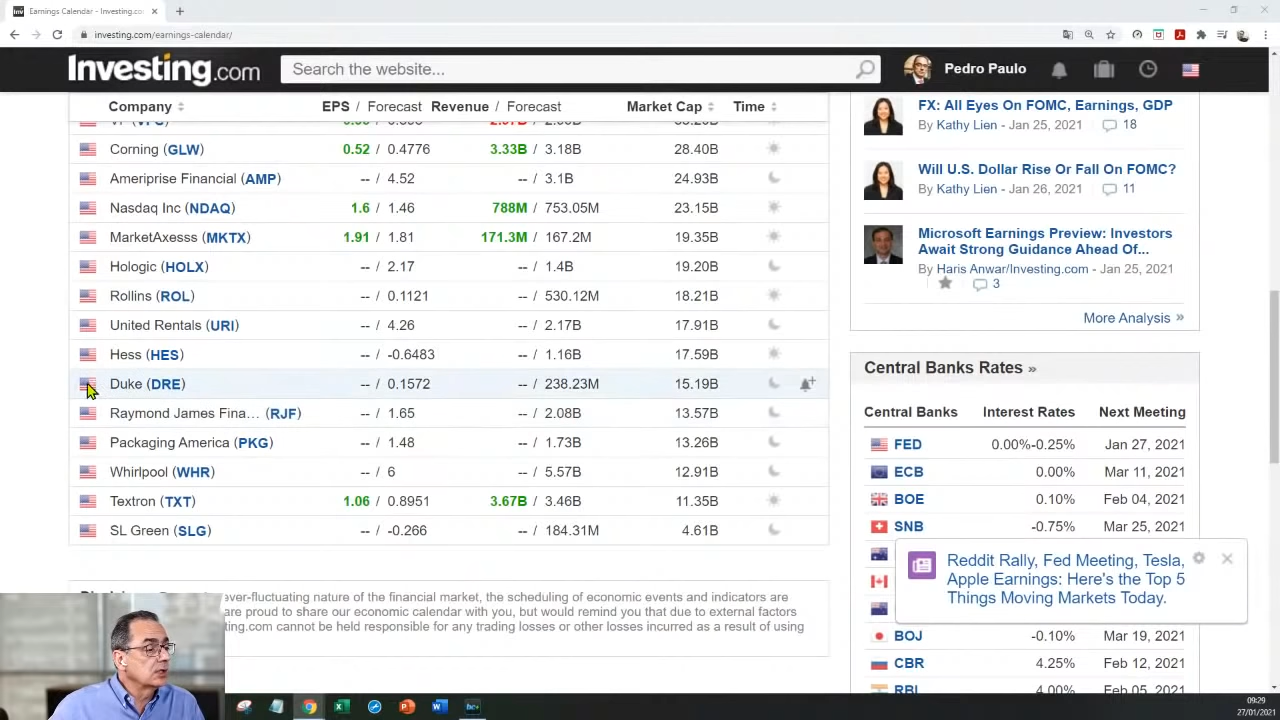 Earnings Calendar - Investing.co
investing.com/earnings-calendar/
Investing.com
Search the website...
Pedro Paulo
Company EPS / Forecast Revenue / Forecast Market Cap Time
Corning (GLW) 0.52 / 0.4776 3.33B / 3.18B 28.40B
Ameriprise Financial (AMP) -- / 4.52 -- / 3.1B 24.93B
Nasdaq Inc (NDAQ) 1.6 / 1.46 788M / 753.05M 23.15B
MarketAxesss (MKTX) 1.91 / 1.81 171.3M / 167.2M 19.35B
Hologic (HOLX) -- / 2.17 -- / 1.4B 19.20B
Rollins (ROL) -- / 0.1121 -- / 530.12M 18.21B
United Rentals (URI) -- / 4.26 -- / 2.17B 17.91B
Hess (HES) -- / -0.6483 -- / 1.16B 17.59B
Duke (DRE) -- / 0.1572 -- / 238.23M 15.19B
Raymond James Fina... (RJF) -- / 1.65 -- / 2.08B 13.57B
Packaging America (PKG) -- / 1.48 -- / 1.73B 13.26B
Whirlpool (WHR) -- / 6 -- / 5.57B 12.91B
Textron (TXT) 1.06 / 0.8951 3.67B / 3.46B 11.35B
SL Green (SLG) -- / -0.266 -- / 184.31M 4.61B
ever-fluctuating nature of the financial market, the scheduling of economic events and indicators are
are proud to share our economic calendar with you, but would remind you that due to external factors
ting.com cannot be held responsible for any trading losses or other losses incurred as a result of using
FX: All Eyes On FOMC, Earnings, GDP
By Kathy Lien - Jan 25, 2021 18
Will U.S. Dollar Rise Or Fall On FOMC?
By Kathy Lien - Jan 26, 2021 11
Microsoft Earnings Preview: Investors
Await Strong Guidance Ahead Of...
By Haris Anwar/Investing.com - Jan 25, 2021
3
More Analysis »
Central Banks Rates »
Central Banks Interest Rates Next Meeting
FED 0.00%-0.25% Jan 27, 2021
ECB 0.00% Mar 11, 2021
BOE 0.10% Feb 04, 2021
SNB -0.75% Mar 25, 2021
Reddit Rally, Fed Meeting, Tesla,
Apple Earnings: Here's the Top 5
Things Moving Markets Today.
BOJ -0.10% Mar 19, 2021
CBR 4.25% Feb 12, 2021
RBI 4.00% Feb 05, 2021
09:29
27/01/2021